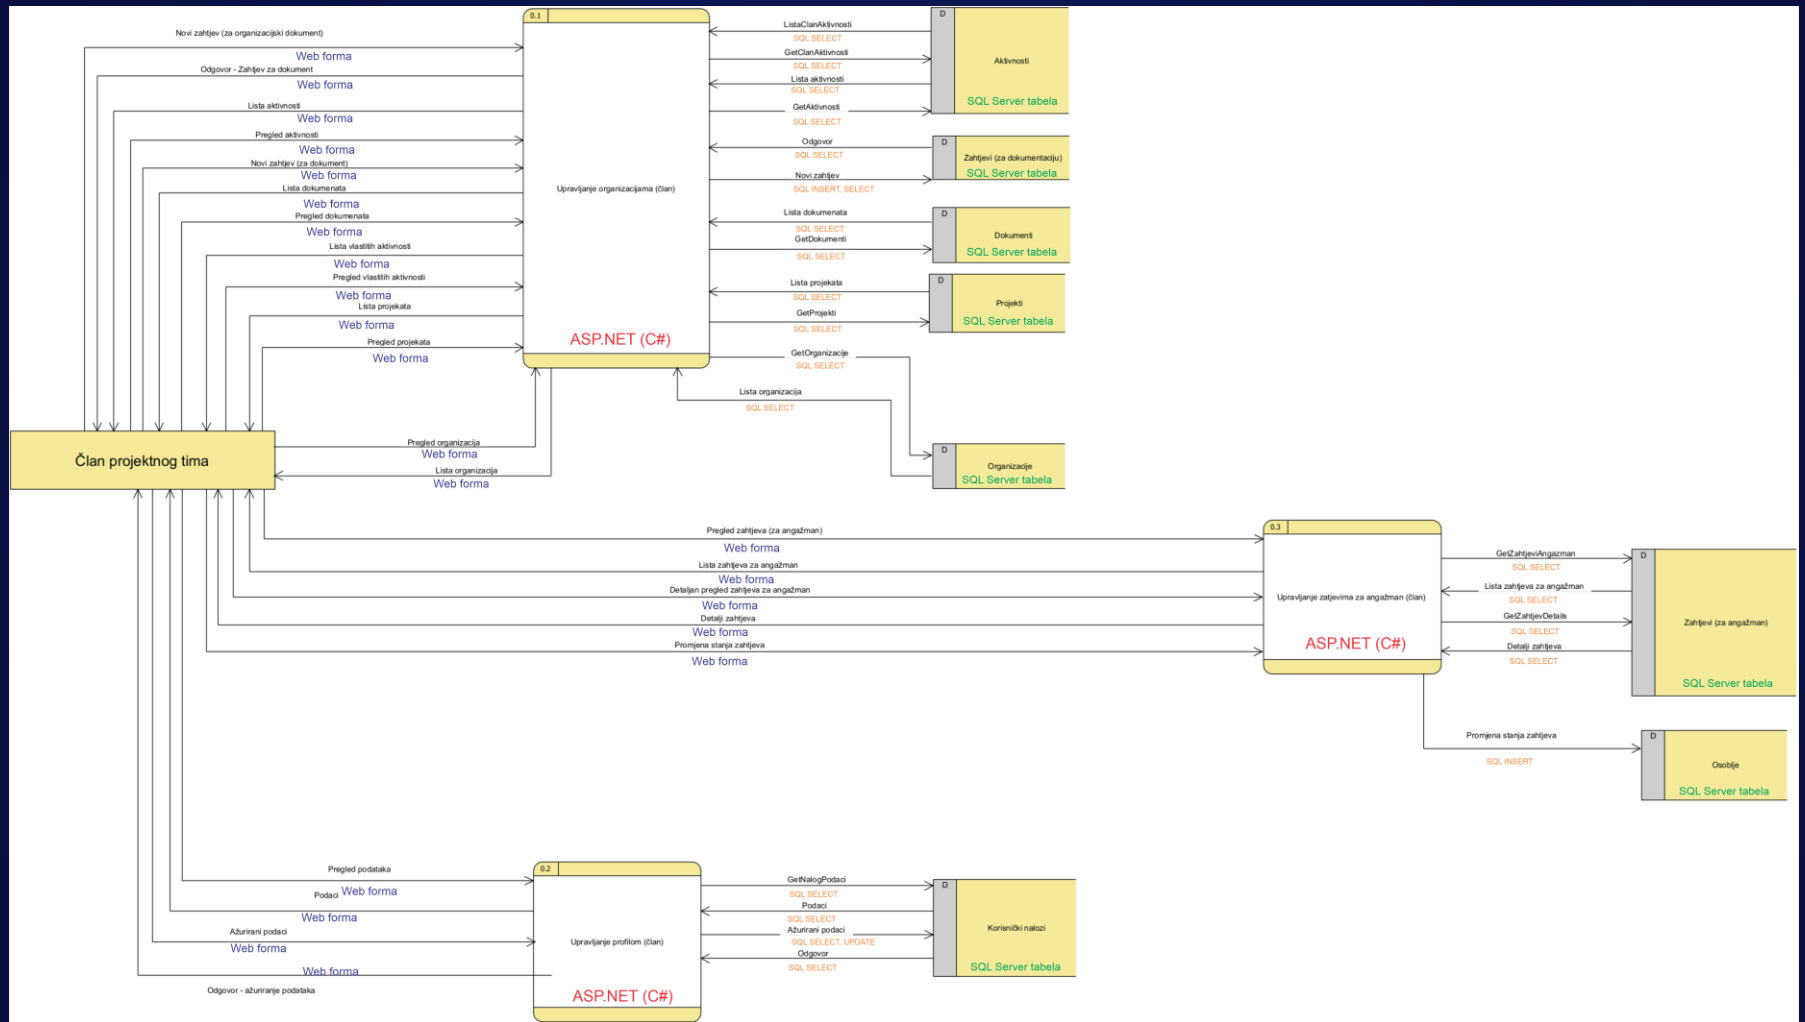 0.1
Novi zahtjev (za organizacijski dokument)
Web forma
Odgovor - Zahtjev za dokument
Web forma
Lista aktivnosti
Web forma
Pregled aktivnosti
Web forma
Novi zahtjev (za dokument)
Web forma
Lista dokumenata
Web forma
Pregled dokumenata
Web forma
Lista vlastitih aktivnosti
Web forma
Pregled vlastitih aktivnosti
Web forma
Lista projekata
Web forma
Pregled projekata
Web forma
Upravljanje organizacijama (član)
ASP.NET (C#)
ListaClanAktivnosti
SQL SELECT
GetClanAktivnosti
SQL SELECT
Lista aktivnosti
SQL SELECT
GetAktivnosti
SQL SELECT
D
Aktivnosti
SQL Server tabela
Odgovor
SQL SELECT
Novi zahtjev
SQL INSERT, SELECT
D
Zahtjevi (za dokumentaciju)
SQL Server tabela
Lista dokumenata
SQL SELECT
GetDokumenti
SQL SELECT
D
Dokumenti
SQL Server tabela
Lista projekata
SQL SELECT
GetProjekti
SQL SELECT
D
Projekti
SQL Server tabela
GetOrganizacije
SQL SELECT
Lista organizacija
SQL SELECT
D
Organizacije
SQL Server tabela
Član projektnog tima
Pregled organizacija
Web forma
Lista organizacija
Web forma
Pregled zahtjeva (za angažman)
Web forma
Lista zahtjeva za angažman
Web forma
Detaljan pregled zahtjeva za angažman
Web forma
Detalji zahtjeva
Web forma
Promjena stanja zahtjeva
Web forma
0.3
Upravljanje zatjevima za angažman (član)
ASP.NET (C#)
GetZahtjeviAngazman
SQL SELECT
Lista zahtjeva za angažman
SQL SELECT
GetZahtjevDetails
SQL SELECT
Detalji zahtjeva
SQL SELECT
D
Zahtjevi (za angažman)
SQL Server tabela
Promjena stanja zahtjeva
SQL INSERT
D
Osoblje
SQL Server tabela
Pregled podataka
Web forma
Podaci
Web forma
Ažurirani podaci
Web forma
Web forma
Odgovor - ažuriranje podataka
0.2
Upravljanje profilom (član)
ASP.NET (C#)
GetNalogPodaci
SQL SELECT
Podaci
SQL SELECT
Ažurirani podaci
SQL SELECT, UPDATE
Odgovor
SQL SELECT
D
Korisnički nalozi
SQL Server tabela